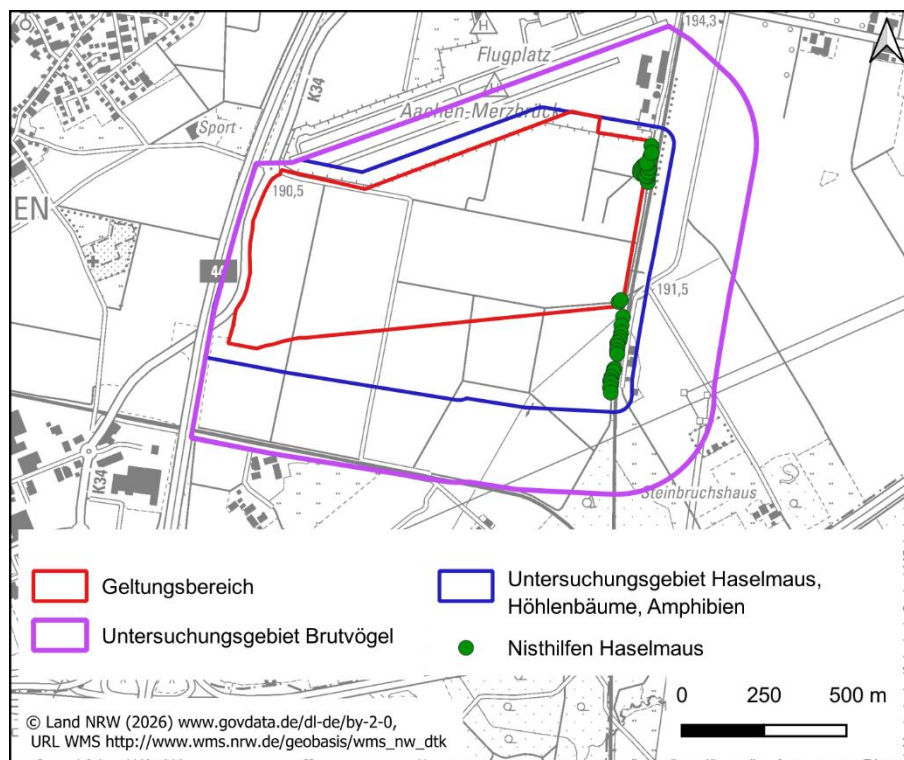 194,3
H
Flugplatz
K34
Aachen-Merzbrück
Sport
190,5
EN
44
191,5
K34
Steinbruchshaus
Geltungsbereich
Untersuchungsgebiet Brutvögel
Untersuchungsgebiet Haselmaus,
Höhlenbäume, Amphibien
Nisthilfen Haselmaus
0 250 500 m
© Land NRW (2026) www.govdata.de/dl-de/by-2-0,
URL WMS http://www.wms.nrw.de/geobasis/wms_nw_dtk